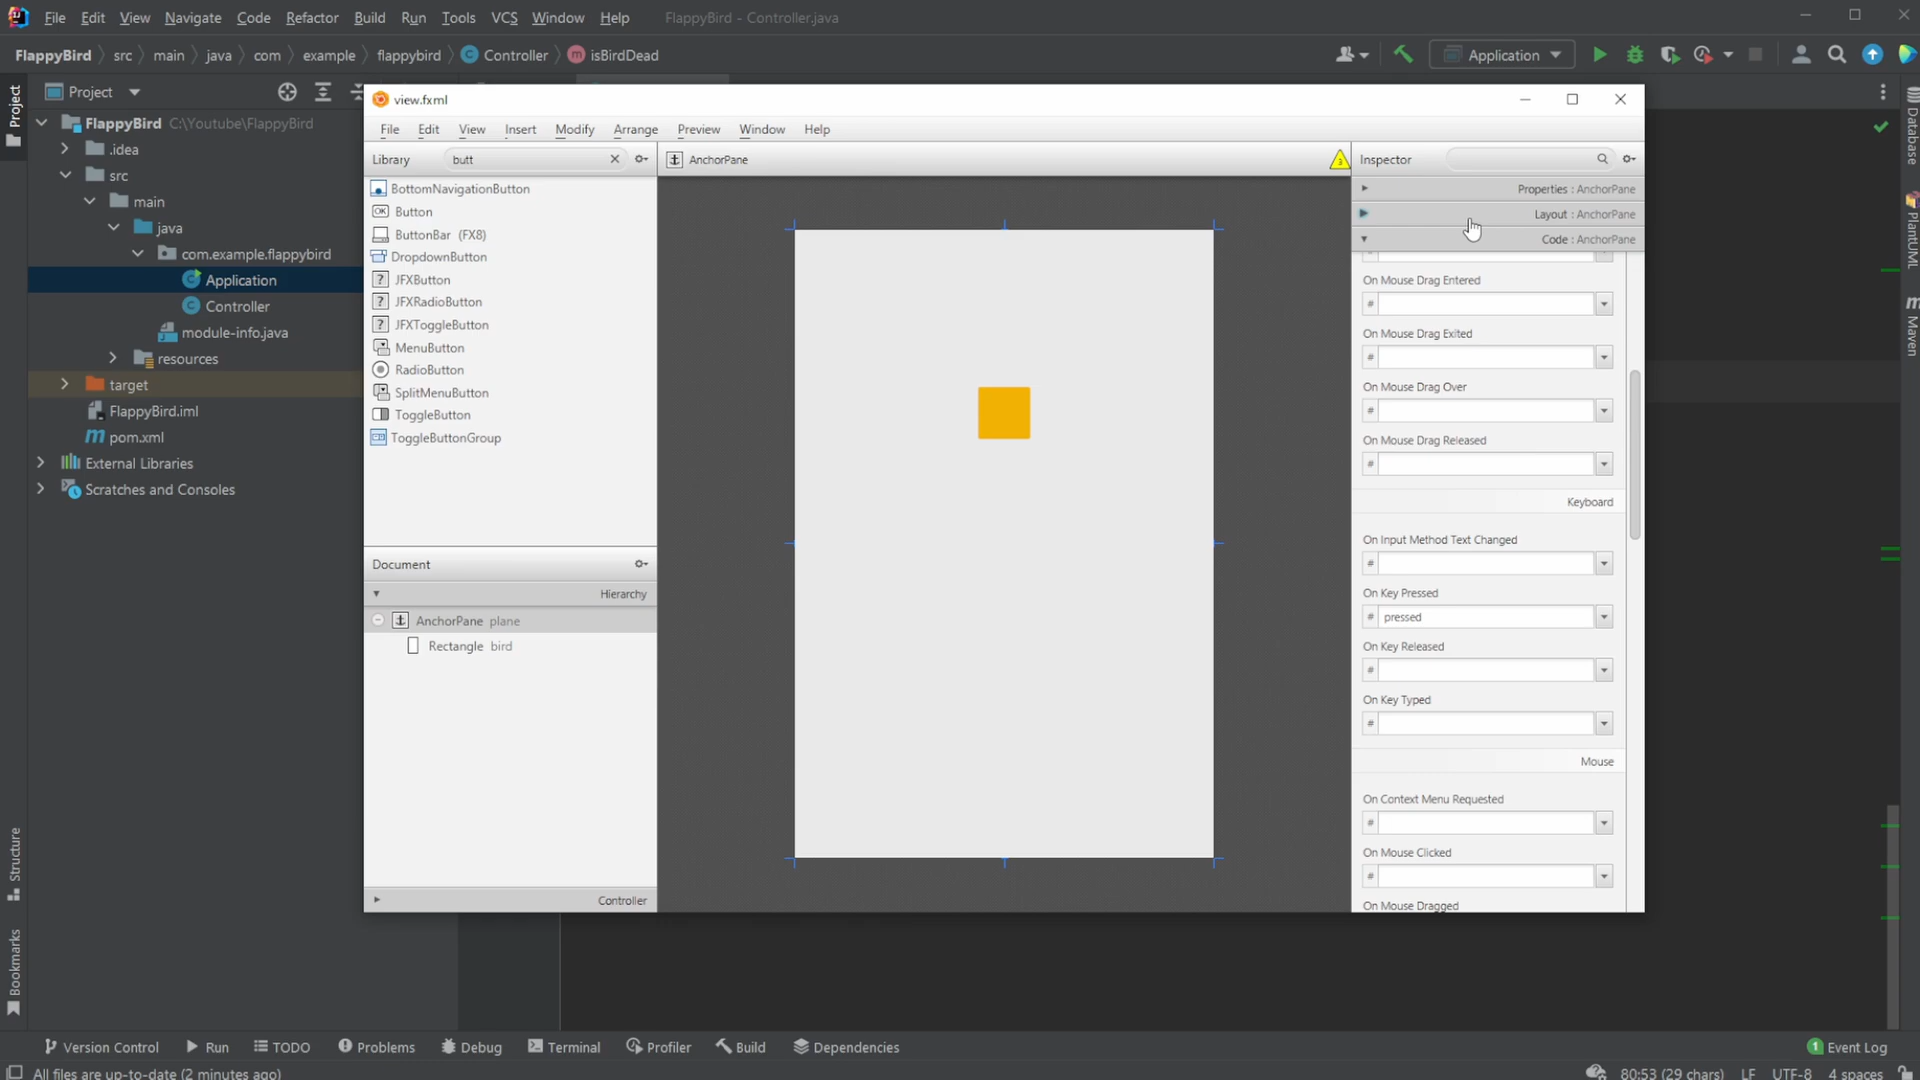 File Edit View Navigate Code Refactor Build Run Tools VCS Window Help FlappyBird - Controller.java
FlappyBird src main java com example flappybird Controller isBirdDead Application
Project
Project
FlappyBird C:\Youtube\FlappyBird
.idea
src
main
java
com.example.flappybird
Application
Controller
module-info.java
resources
target
FlappyBird.iml
pom.xml
External Libraries
Scratches and Consoles
Structure
Bookmarks
view.fxml
File Edit View Insert Modify Arrange Preview Window Help
Library butt
BottomNavigationButton
Button
ButtonBar (FX8)
DropdownButton
JFXButton
JFXRadioButton
JFXToggleButton
MenuButton
RadioButton
SplitMenuButton
ToggleButton
ToggleButtonGroup
Document
Hierarchy
AnchorPane plane
Rectangle bird
Controller
AnchorPane
Inspector
Properties : AnchorPane
Layout : AnchorPane
Code : AnchorPane
On Mouse Drag Entered
#
On Mouse Drag Exited
#
On Mouse Drag Over
#
On Mouse Drag Released
#
Keyboard
On Input Method Text Changed
#
On Key Pressed
# pressed
On Key Released
#
On Key Typed
#
Mouse
On Context Menu Requested
#
On Mouse Clicked
#
On Mouse Dragged
Database
PlantUML
Maven
Version Control Run TODO Problems Debug Terminal Profiler Build Dependencies 1 Event Log
All files are up-to-date (2 minutes ago) 80:53 (29 chars) LF UTF-8 4 spaces